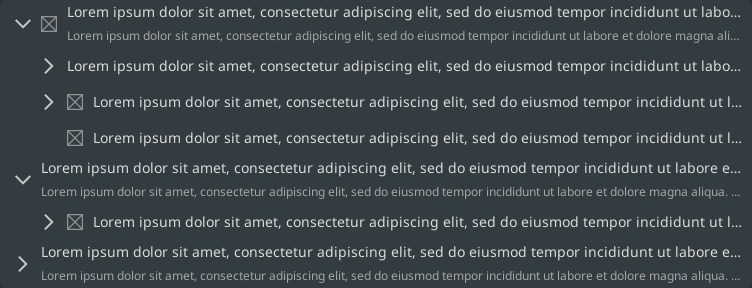 Lorem ipsum dolor sit amet, consectetur adipiscing elit, sed do eiusmod tempor incididunt ut labo...
Lorem ipsum dolor sit amet, consectetur adipiscing elit, sed do eiusmod tempor incididunt ut labore et dolore magna ali...
Lorem ipsum dolor sit amet, consectetur adipiscing elit, sed do eiusmod tempor incididunt ut labo...
Lorem ipsum dolor sit amet, consectetur adipiscing elit, sed do eiusmod tempor incididunt ut l...
Lorem ipsum dolor sit amet, consectetur adipiscing elit, sed do eiusmod tempor incididunt ut l...
Lorem ipsum dolor sit amet, consectetur adipiscing elit, sed do eiusmod tempor incididunt ut labore e...
Lorem ipsum dolor sit amet, consectetur adipiscing elit, sed do eiusmod tempor incididunt ut labore et dolore magna aliqua. ...
Lorem ipsum dolor sit amet, consectetur adipiscing elit, sed do eiusmod tempor incididunt ut l...
Lorem ipsum dolor sit amet, consectetur adipiscing elit, sed do eiusmod tempor incididunt ut labore e...
Lorem ipsum dolor sit amet, consectetur adipiscing elit, sed do eiusmod tempor incididunt ut labore et dolore magna aliqua. ...